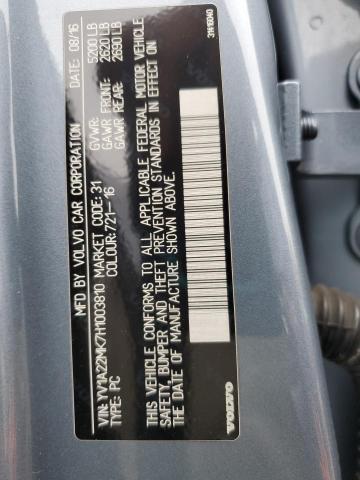 MFD BY VOLVO CAR CORPORATION
DATE: 08/16
GVWR: 5200 LB
GAWR FRONT: 2620 LB
GAWR REAR: 2690 LB
VIN: YV1A22MK7H1003810 MARKET CODE: 31
TYPE: PC COLOUR: 721-16
THIS VEHICLE CONFORMS TO ALL APPLICABLE FEDERAL MOTOR VEHICLE
SAFETY, BUMPER AND THEFT PREVENTION STANDARDS IN EFFECT ON
THE DATE OF MANUFACTURE SHOWN ABOVE.
VOLVO
31416040